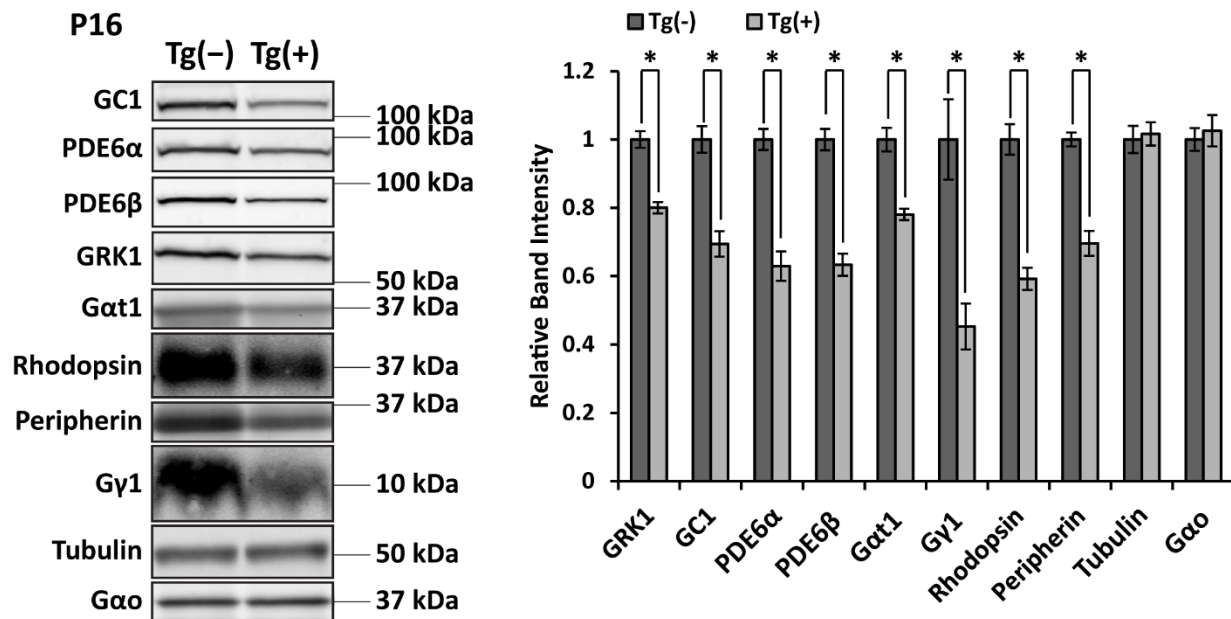 P16
Tg(−) Tg(+)
GC1
100 kDa
100 kDa
PDE6α
100 kDa
PDE6β
GRK1
50 kDa
Gαt1 37 kDa
Rhodopsin 37 kDa
37 kDa
Peripherin
Gγ1 10 kDa
Tubulin 50 kDa
Gαo 37 kDa
Tg(-) Tg(+)
* * * * * * * *
Relative Band Intensity
1.2
1
0.8
0.6
0.4
0.2
0
GRK1
GC1
PDE6α
PDE6β
Gαt1
Gγ1
Rhodopsin
Peripherin
Tubulin
Gαo